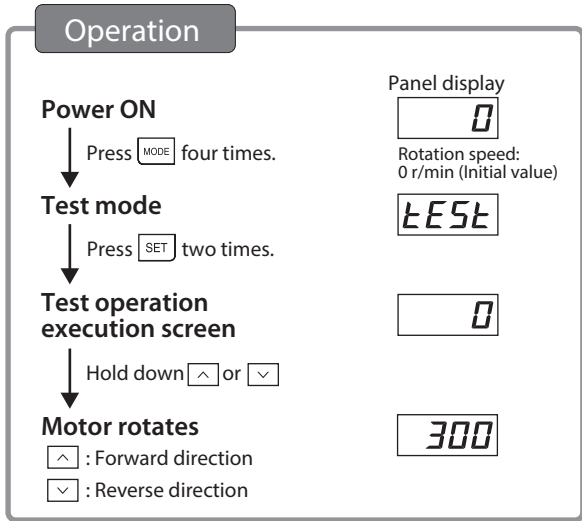 Operation
Panel display
Power ON
0
Press MODE four times.
Rotation speed:
0 r/min (Initial value)
Test mode
tESt
Press SET two times.
Test operation
execution screen
0
Hold down ^ or v
Motor rotates
300
^ : Forward direction
v : Reverse direction